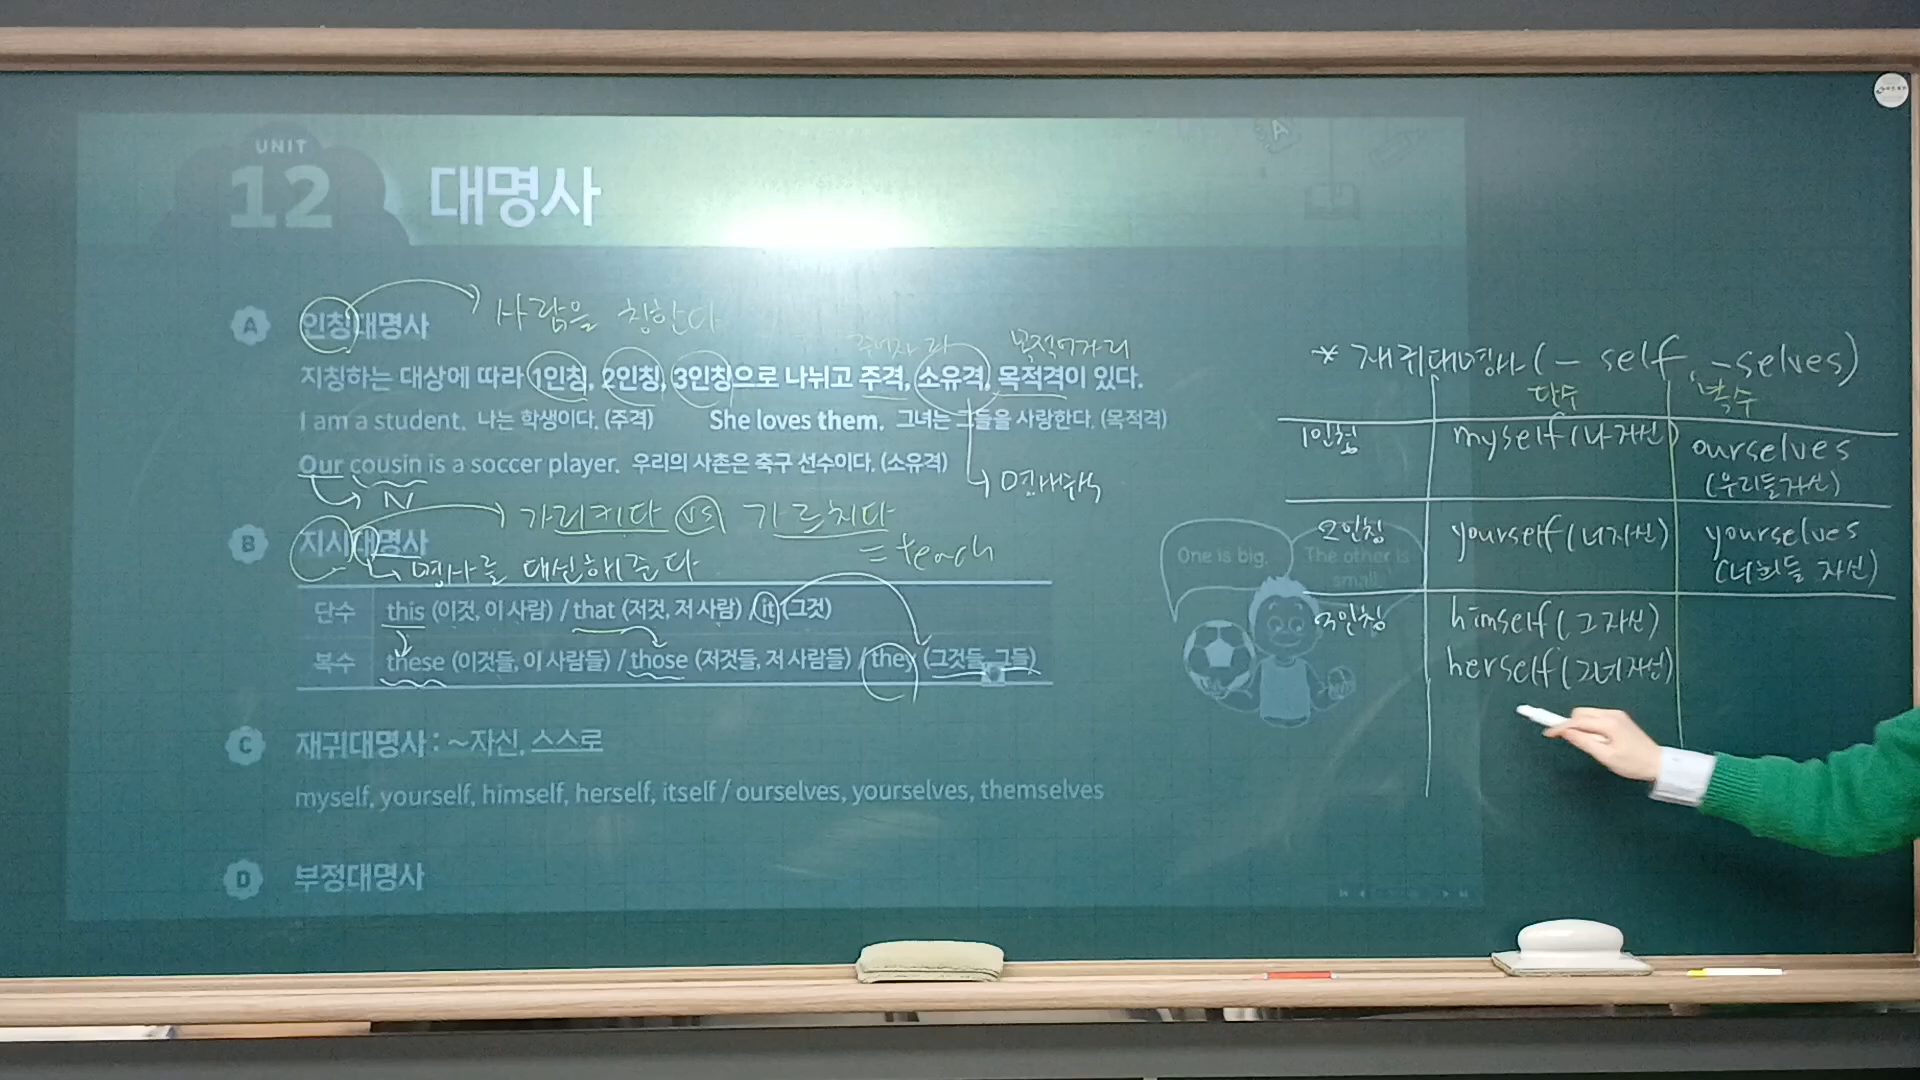 UNIT
12 대명사
A 인칭대명사 → 사람을 칭한다
주어자리 목적어자리
지칭하는 대상에 따라 1인칭, 2인칭, 3인칭으로 나뉘고 주격, 소유격, 목적격이 있다.
I am a student. 나는 학생이다. (주격) She loves them. 그녀는 그들을 사랑한다. (목적격)
Our cousin is a soccer player. 우리의 사촌은 축구 선수이다. (소유격)
N
→ 가리키다 vs 가르치다
= teach
B 지시대명사
→ 명사를 대신해준다
단수 this (이것, 이 사람) / that (저것, 저 사람) / it (그것)
복수 these (이것들, 이 사람들) / those (저것들, 저 사람들) / they (그것들, 그들)
C 재귀대명사 : ~자신, 스스로
myself, yourself, himself, herself, itself / ourselves, yourselves, themselves
D 부정대명사
One is big.
The other is
small.
* 재귀대명사 (- self, -selves)
단수 복수
1인칭 myself (나 자신) ourselves
(우리들 자신)
2인칭 yourself (너 자신) yourselves
(너희들 자신)
3인칭 himself (그 자신)
herself (그녀 자신)